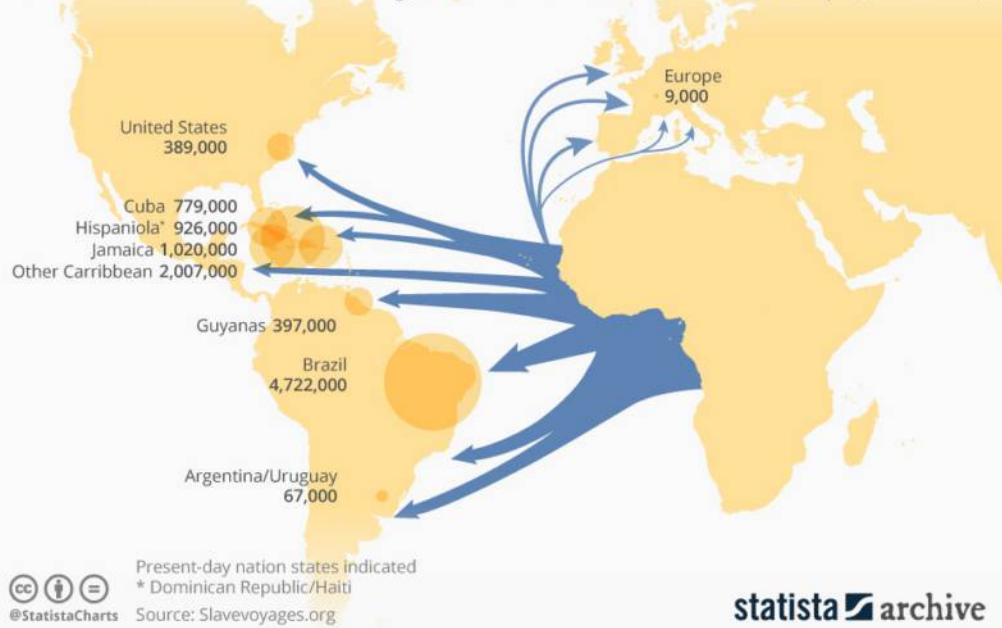 Europe
9,000
United States
389,000
Cuba 779,000
Hispaniola* 926,000
Jamaica 1,020,000
Other Carribbean 2,007,000
Guyanas 397,000
Brazil
4,722,000
Argentina/Uruguay
67,000
Present-day nation states indicated
* Dominican Republic/Haiti
@StatistaCharts Source: Slavevoyages.org
statista archive